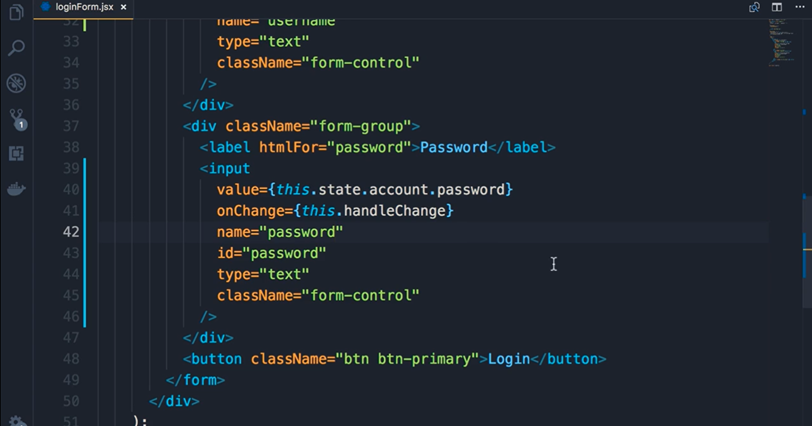 loginForm.jsx ×
32 name="username"
33 type="text"
34 className="form-control"
35 />
36 </div>
37 <div className="form-group">
38 <label htmlFor="password">Password</label>
39 <input
40 value={this.state.account.password}
41 onChange={this.handleChange}
42 name="password"
43 id="password"
44 type="text"
45 className="form-control"
46 />
47 </div>
48 <button className="btn btn-primary">Login</button>
49 </form>
50 </div>
51 );
1